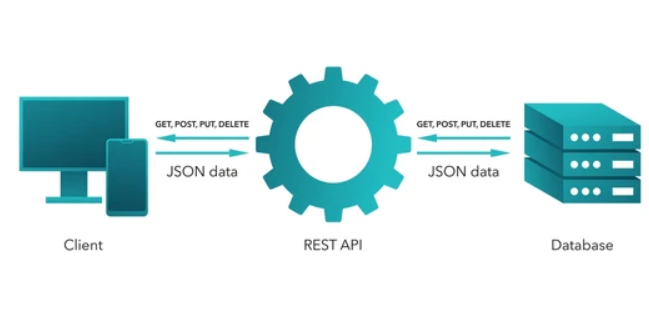 GET, POST, PUT, DELETE
JSON data
GET, POST, PUT, DELETE
JSON data
Client
REST API
Database